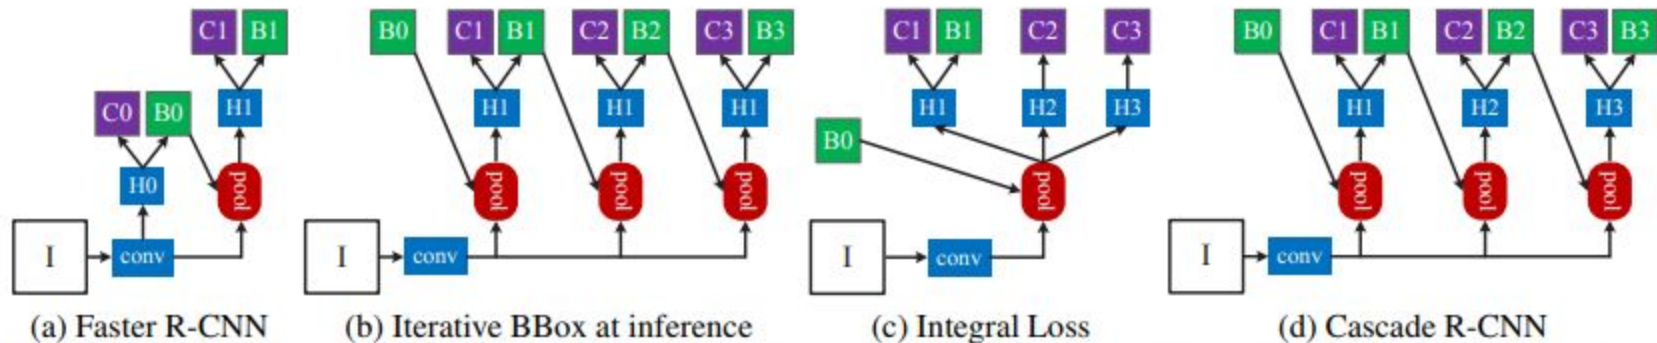 C1 B1
C0 B0 H1
H0 pool
I conv
(a) Faster R-CNN
B0 C1 B1 C2 B2 C3 B3
H1 H1 H1
pool pool pool
I conv
(b) Iterative BBox at inference
C1 B1 C2 C3
H1 H2 H3
B0
pool
I conv
(c) Integral Loss
B0 C1 B1 C2 B2 C3 B3
H1 H2 H3
pool pool pool
I conv
(d) Cascade R-CNN